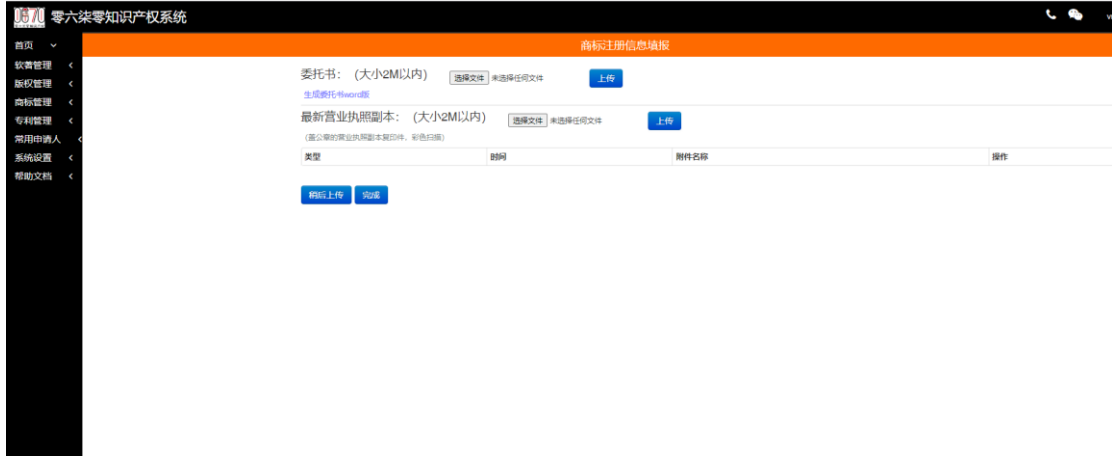 0670 零六柒零知识产权系统
首页
商标注册信息填报
软著管理
版权管理
商标管理
专利管理
常用申请人
系统设置
帮助文档
委托书： （大小2M以内） 选择文件 未选择任何文件 上传
生成委托书word版
最新营业执照副本： （大小2M以内） 选择文件 未选择任何文件 上传
（盖公章的营业执照副本复印件、彩色扫描）
类型 时间 附件名称 操作
稍后上传 完成